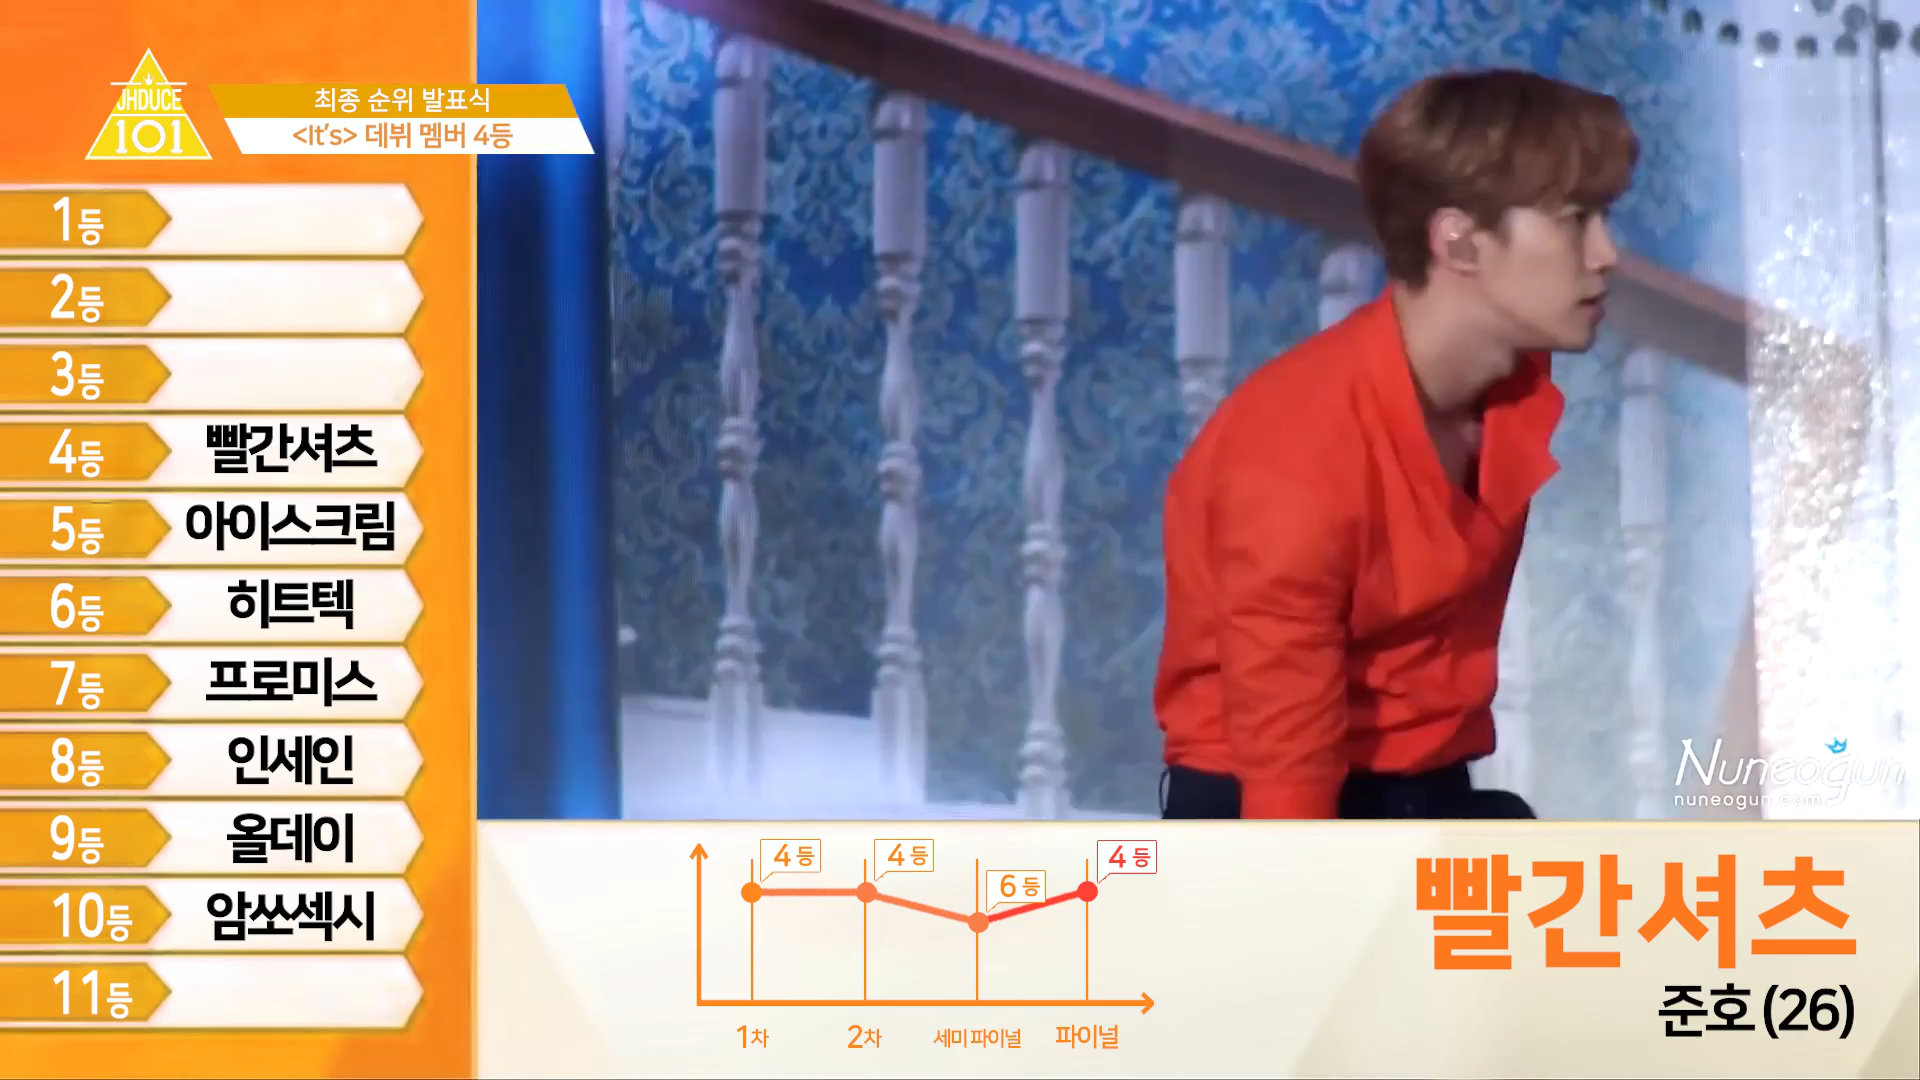 JHDUCE
101
최종 순위 발표식
<It's> 데뷔 멤버 4등
1등
2등
3등
4등 빨간셔츠
5등 아이스크림
6등 히트텍
7등 프로미스
8등 인세인
9등 올데이
10등 암쏘섹시
11등
Nuneogun
nuneogun.com
4등 4등 6등 4등
1차 2차 세미 파이널 파이널
빨간셔츠
준호(26)